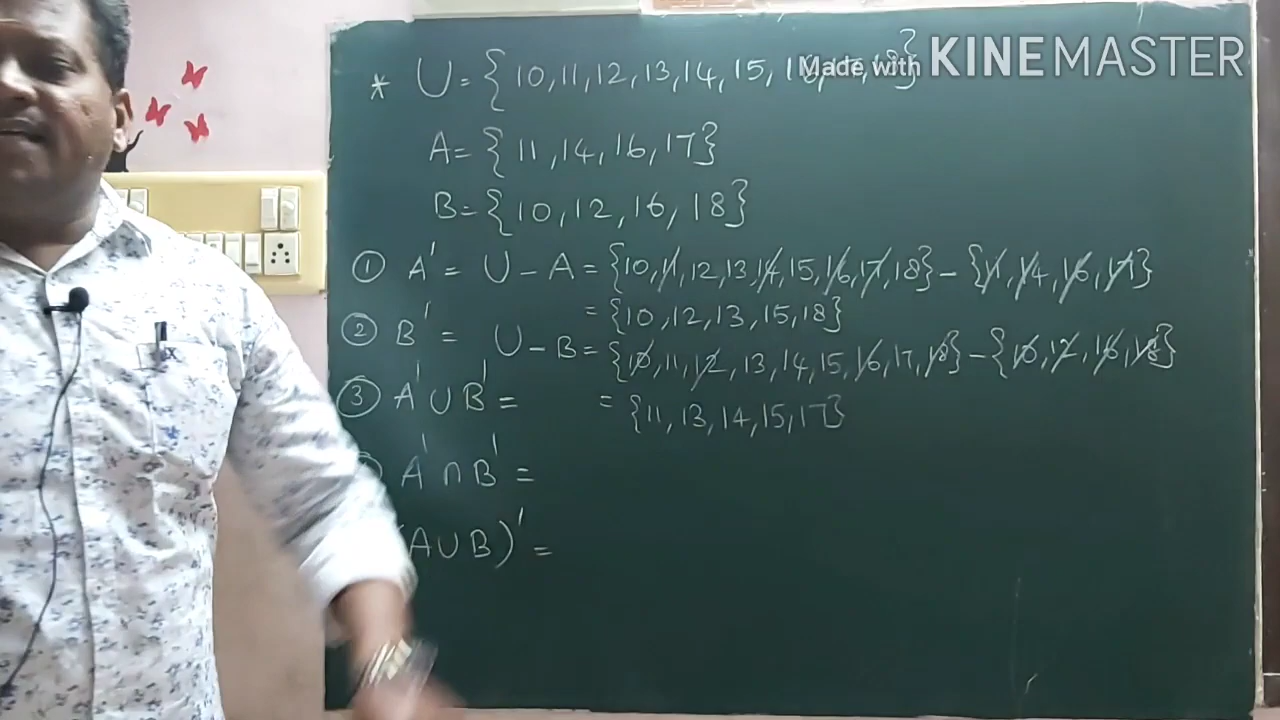 * U = { 10, 11, 12, 13, 14, 15, 18}
Made with KINEMASTER
A = { 11, 14, 16, 17}
B = { 10, 12, 16, 18}
① A' = U - A = {10, 11, 12, 13, 14, 15, 16, 17, 18} - {11, 14, 16, 17}
= {10, 12, 13, 15, 18}
② B' = U - B = {10, 11, 12, 13, 14, 15, 16, 17, 18} - {10, 12, 16, 18}
= {11, 13, 14, 15, 17}
③ A' ∪ B' =
A' ∩ B' =
(A ∪ B)' =